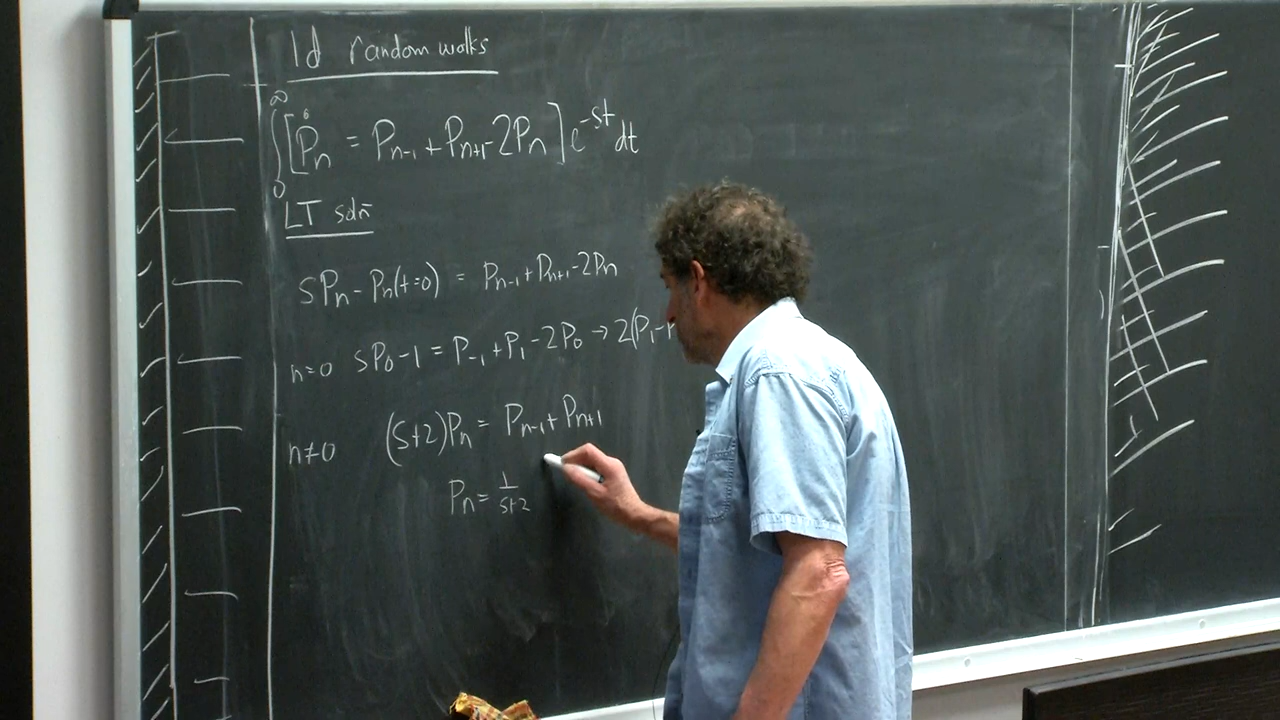 1d random walks
∫₀^∞ [Ṗn = Pn-1 + Pn+1 - 2Pn] e^-st dt
LT soln
sPn - Pn(t=0) = Pn-1 + Pn+1 - 2Pn
n=0 sP0 - 1 = P-1 + P1 - 2P0 → 2(P1 -
n≠0 (s+2)Pn = Pn-1 + Pn+1
Pn = 1/(s+2)